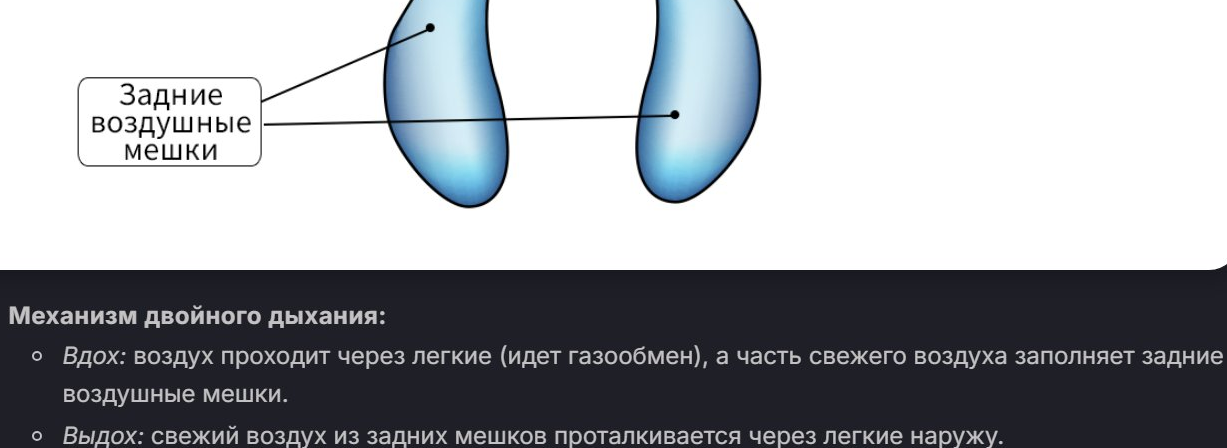 Задние
воздушные
мешки
Механизм двойного дыхания:
Вдох: воздух проходит через легкие (идет газообмен), а часть свежего воздуха заполняет задние
воздушные мешки.
Выдох: свежий воздух из задних мешков проталкивается через легкие наружу.